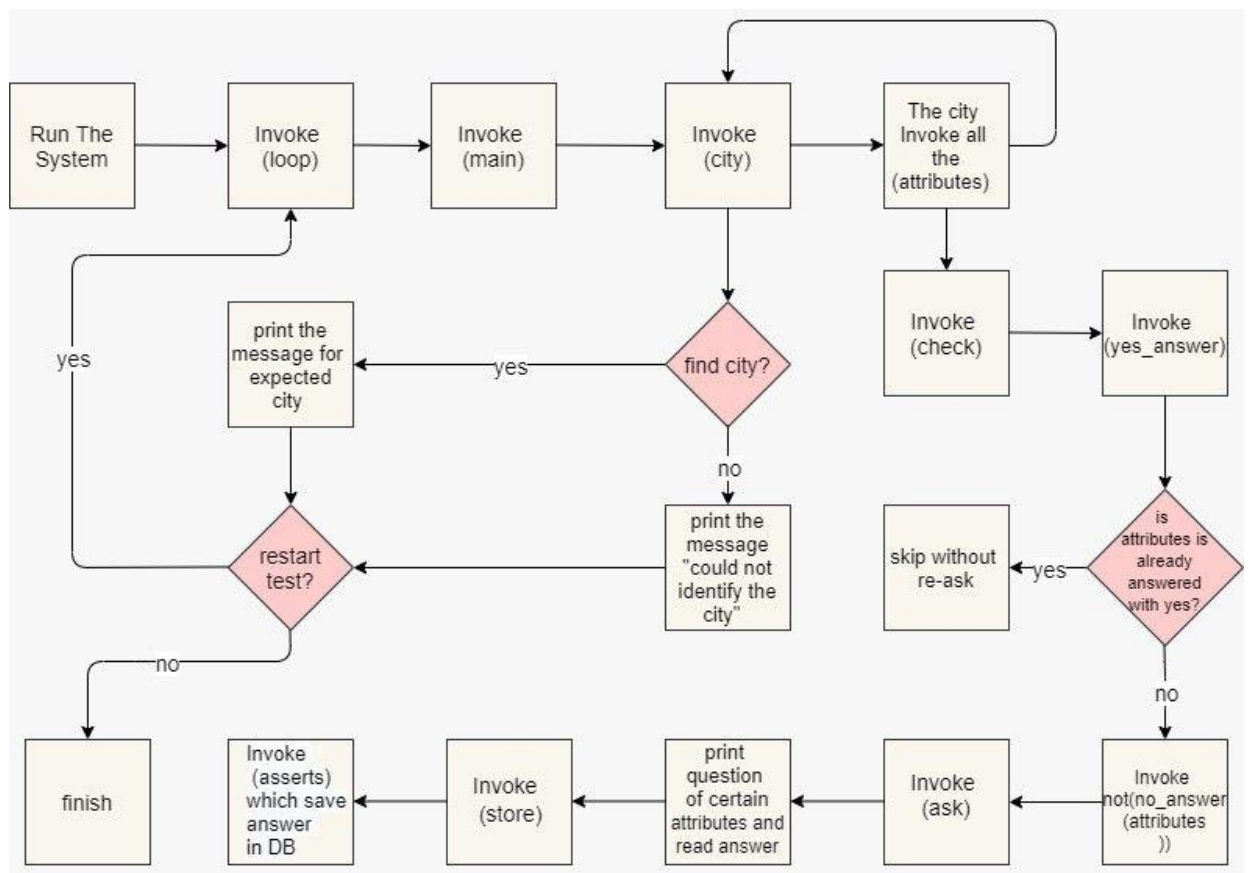 Run The
System
Invoke
(loop)
Invoke
(main)
Invoke
(city)
The city
Invoke all
the
(attributes)
yes
print the
message for
expected
city
yes
find city?
Invoke
(check)
Invoke
(yes_answer)
no
restart
test?
print the
message
"could not
identify the
city"
skip without
re-ask
yes
is
attributes is
already
answered
with yes?
no
no
finish
Invoke
(asserts)
which save
answer
in DB
Invoke
(store)
print
question
of certain
attributes and
read answer
Invoke
(ask)
Invoke
not(no_answer
(attributes
))